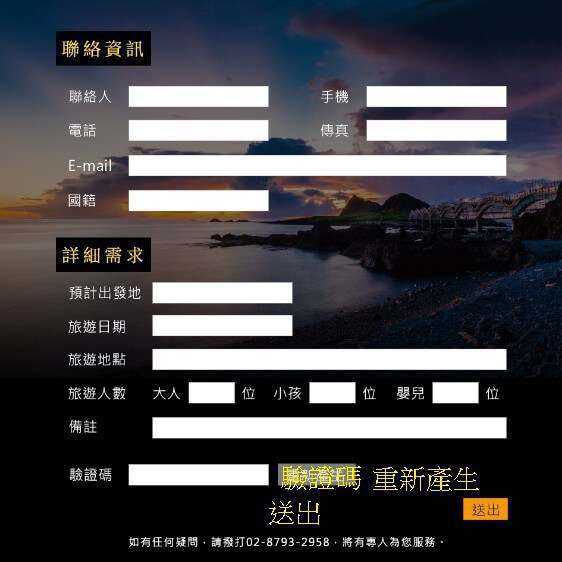 聯絡資訊
聯絡人 手機
電話 傳真
E-mail
國籍
詳細需求
預計出發地
旅遊日期
旅遊地點
旅遊人數 大人 位 小孩 位 嬰兒 位
備註
驗證碼 驗證碼 重新產生
送出 送出
如有任何疑問，請撥打02-8793-2958，將有專人為您服務。